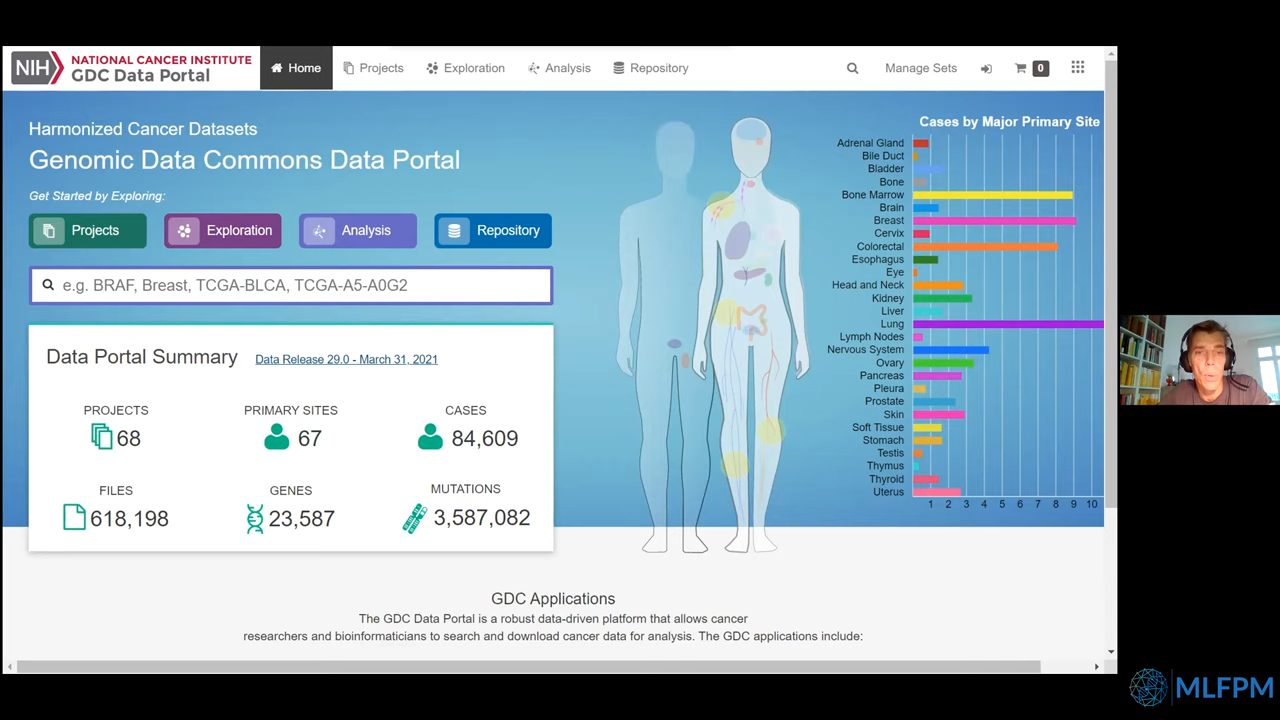 NIH NATIONAL CANCER INSTITUTE
GDC Data Portal
Home
Projects
Exploration
Analysis
Repository
Manage Sets
0
Harmonized Cancer Datasets
Genomic Data Commons Data Portal
Get Started by Exploring:
Projects
Exploration
Analysis
Repository
e.g. BRAF, Breast, TCGA-BLCA, TCGA-A5-A0G2
Data Portal Summary
Data Release 29.0 - March 31, 2021
PROJECTS
68
PRIMARY SITES
67
CASES
84,609
FILES
618,198
GENES
23,587
MUTATIONS
3,587,082
Cases by Major Primary Site
Adrenal Gland
Bile Duct
Bladder
Bone
Bone Marrow
Brain
Breast
Cervix
Colorectal
Esophagus
Eye
Head and Neck
Kidney
Liver
Lung
Lymph Nodes
Nervous System
Ovary
Pancreas
Pleura
Prostate
Skin
Soft Tissue
Stomach
Testis
Thymus
Thyroid
Uterus
1 2 3 4 5 6 7 8 9 10
GDC Applications
The GDC Data Portal is a robust data-driven platform that allows cancer
researchers and bioinformaticians to search and download cancer data for analysis. The GDC applications include:
MLFPM